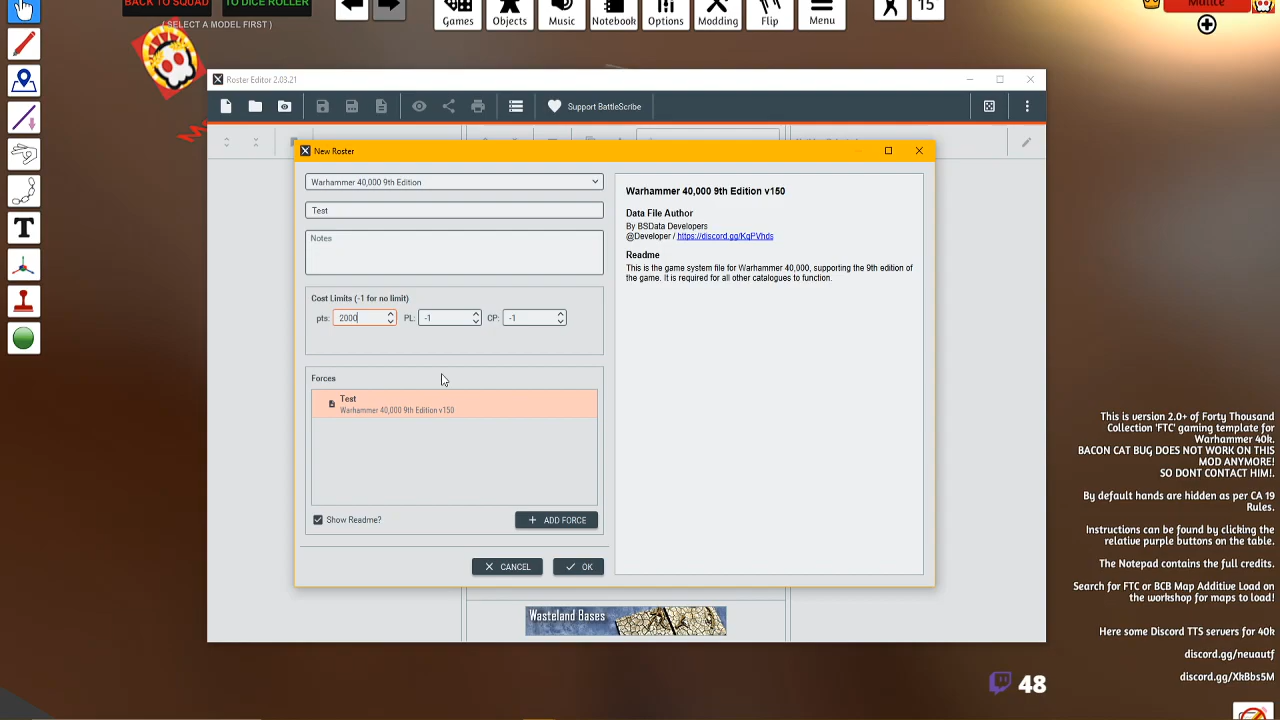 BACK TO SQUAD
TO DICE ROLLER
( SELECT A MODEL FIRST )
Games
Objects
Music
Notebook
Options
Modding
Flip
Menu
15
Malice
Roster Editor 2.03.21
Support BattleScribe
New Roster
Warhammer 40,000 9th Edition
Test
Notes
Cost Limits (-1 for no limit)
pts: 2000 PL: -1 CP: -1
Forces
Test
Warhammer 40,000 9th Edition v150
Show Readme?
ADD FORCE
CANCEL
OK
Warhammer 40,000 9th Edition v150
Data File Author
By BSData Developers
@Developer / https://discord.gg/KqPVhds
Readme
This is the game system file for Warhammer 40,000, supporting the 9th edition of
the game. It is required for all other catalogues to function.
Wasteland Bases
T
This is version 2.0+ of Forty Thousand
Collection 'FTC' gaming template for
Warhammer 40k.
BACON CAT BUG DOES NOT WORK ON THIS
MOD ANYMORE!
SO DONT CONTACT HIM!.
By default hands are hidden as per CA 19
Rules.
Instructions can be found by clicking the
relative purple buttons on the table.
The Notepad contains the full credits.
Search for FTC or BCB Map Additive Load on
the workshop for maps to load!
Here some Discord TTS servers for 40k
discord.gg/neuautf
discord.gg/XkBbs5M
48